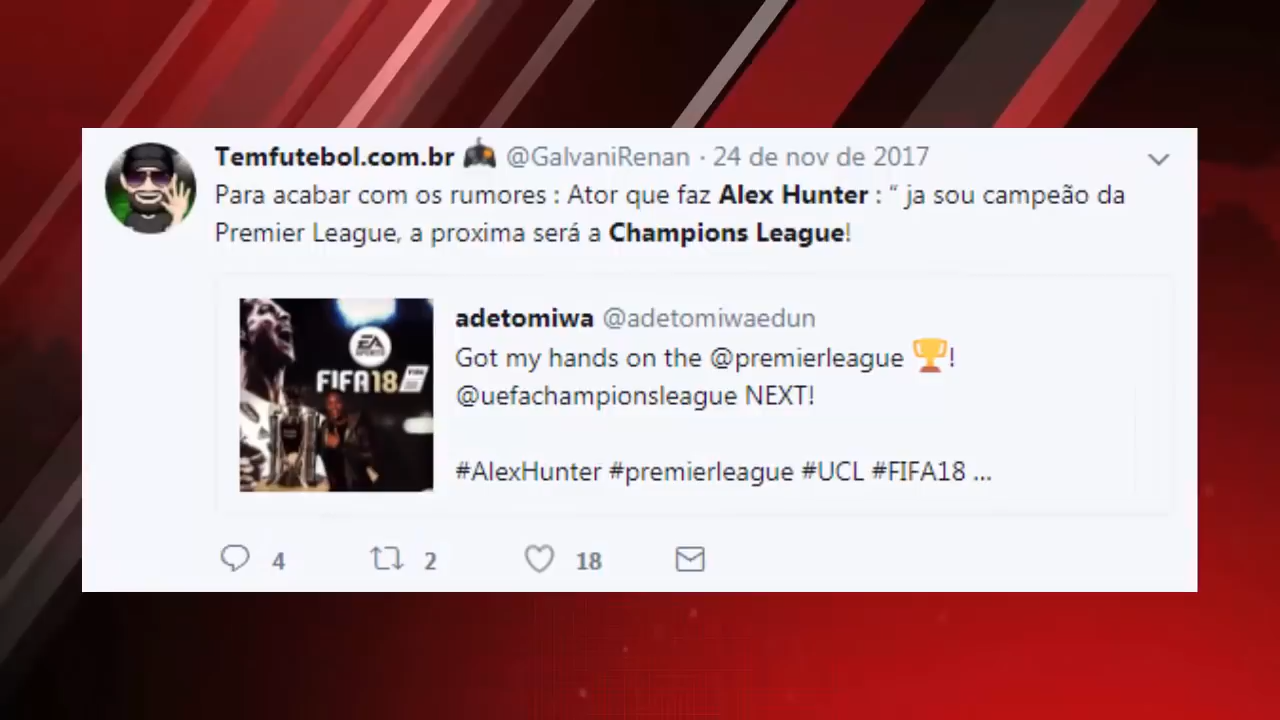 Temfutebol.com.br @GalvaniRenan · 24 de nov de 2017
Para acabar com os rumores : Ator que faz Alex Hunter : “ ja sou campeão da
Premier League, a proxima será a Champions League!
adetomiwa @adetomiwaedun
Got my hands on the @premierleague 🏆!
@uefachampionsleague NEXT!
#AlexHunter #premierleague #UCL #FIFA18 ...
EA
SPORTS
FIFA18
4 2 18